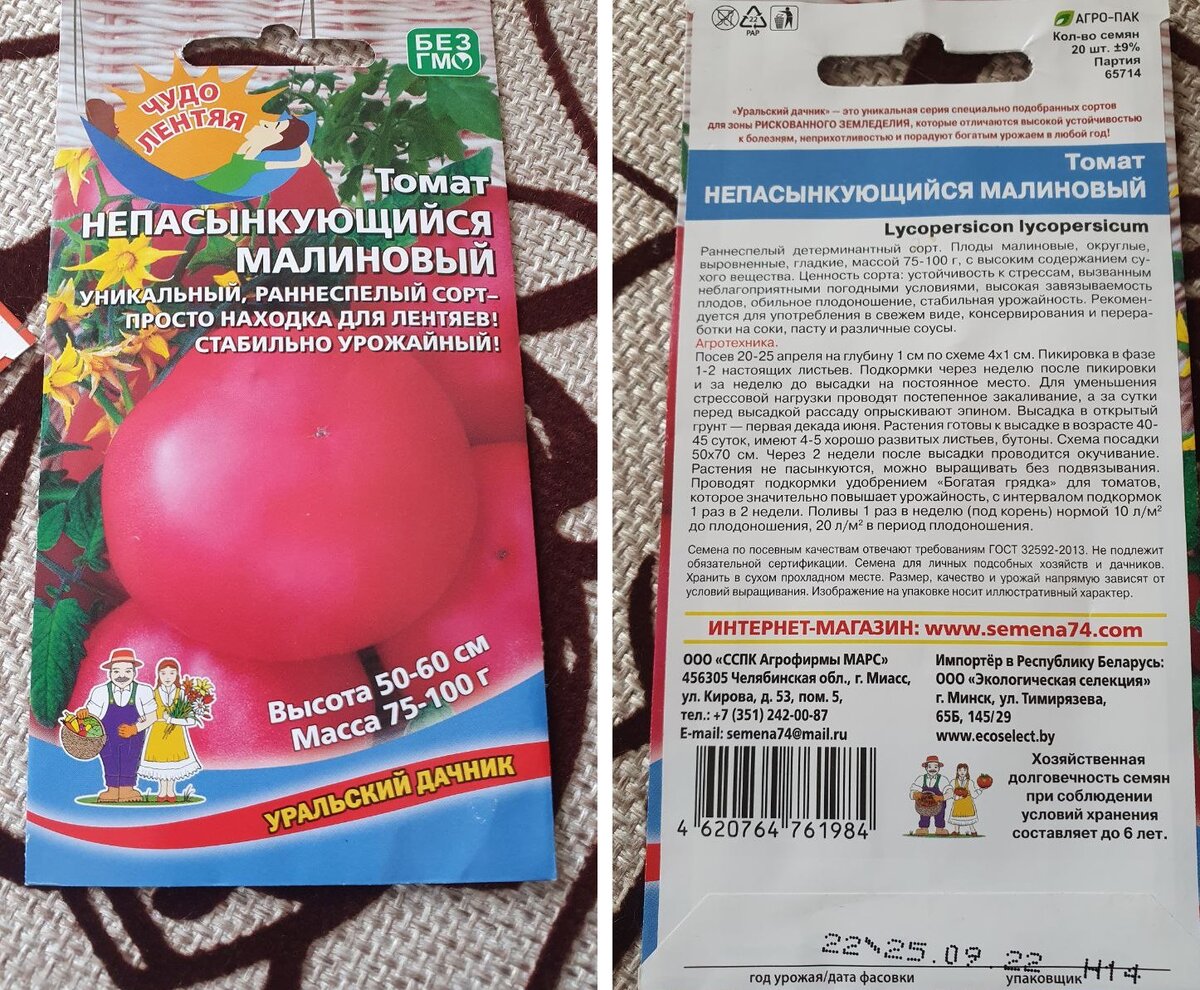 БЕЗ
ГМО
ЧУДО
ЛЕНТЯЯ
Томат
НЕПАСЫНКУЮЩИЙСЯ
МАЛИНОВЫЙ
УНИКАЛЬНЫЙ, РАННЕСПЕЛЫЙ СОРТ–
ПРОСТО НАХОДКА ДЛЯ ЛЕНТЯЕВ!
СТАБИЛЬНО УРОЖАЙНЫЙ!
Высота 50-60 см
Масса 75-100 г
УРАЛЬСКИЙ ДАЧНИК
22
PAP
АГРО-ПАК
Кол-во семян
20 шт. ±9%
Партия
65714
«Уральский дачник» — это уникальная серия специально подобранных сортов
для зоны РИСКОВАННОГО ЗЕМЛЕДЕЛИЯ, которые отличаются высокой устойчивостью
к болезням, неприхотливостью и порадуют богатым урожаем в любой год!
Томат
НЕПАСЫНКУЮЩИЙСЯ МАЛИНОВЫЙ
Lycopersicon lycopersicum
Раннеспелый детерминантный сорт. Плоды малиновые, округлые,
выровненные, гладкие, массой 75-100 г, с высоким содержанием су-
хого вещества. Ценность сорта: устойчивость к стрессам, вызванным
неблагоприятными погодными условиями, высокая завязываемость
плодов, обильное плодоношение, стабильная урожайность. Рекомен-
дуется для употребления в свежем виде, консервирования и перера-
ботки на соки, пасту и различные соусы.
Агротехника.
Посев 20-25 апреля на глубину 1 см по схеме 4х1 см. Пикировка в фазе
1-2 настоящих листьев. Подкормки через неделю после пикировки
и за неделю до высадки на постоянное место. Для уменьшения
стрессовой нагрузки проводят постепенное закаливание, а за сутки
перед высадкой рассаду опрыскивают эпином. Высадка в открытый
грунт — первая декада июня. Растения готовы к высадке в возрасте 40-
45 суток, имеют 4-5 хорошо развитых листьев, бутоны. Схема посадки
50х70 см. Через 2 недели после высадки проводится окучивание.
Растения не пасынкуются, можно выращивать без подвязывания.
Проводят подкормки удобрением «Богатая грядка» для томатов,
которое значительно повышает урожайность, с интервалом подкормок
1 раз в 2 недели. Поливы 1 раз в неделю (под корень) нормой 10 л/м²
до плодоношения, 20 л/м² в период плодоношения.
Семена по посевным качествам отвечают требованиям ГОСТ 32592-2013. Не подлежит
обязательной сертификации. Семена для личных подсобных хозяйств и дачников.
Хранить в сухом прохладном месте. Размер, качество и урожай напрямую зависят от
условий выращивания. Изображение на упаковке носит иллюстративный характер.
ИНТЕРНЕТ-МАГАЗИН: www.semena74.com
ООО «ССПК Агрофирмы МАРС»
456305 Челябинская обл., г. Миасс,
ул. Кирова, д. 53, пом. 5,
тел.: +7 (351) 242-00-87
E-mail: semena74@mail.ru
Импортёр в Республику Беларусь:
ООО «Экологическая селекция»
г. Минск, ул. Тимирязева,
65Б, 145/29
www.ecoselect.by
4 620764 761984
Хозяйственная
долговечность семян
при соблюдении
условий хранения
составляет до 6 лет.
22 25.09 22 Н14
год урожая/дата фасовки упаковщик